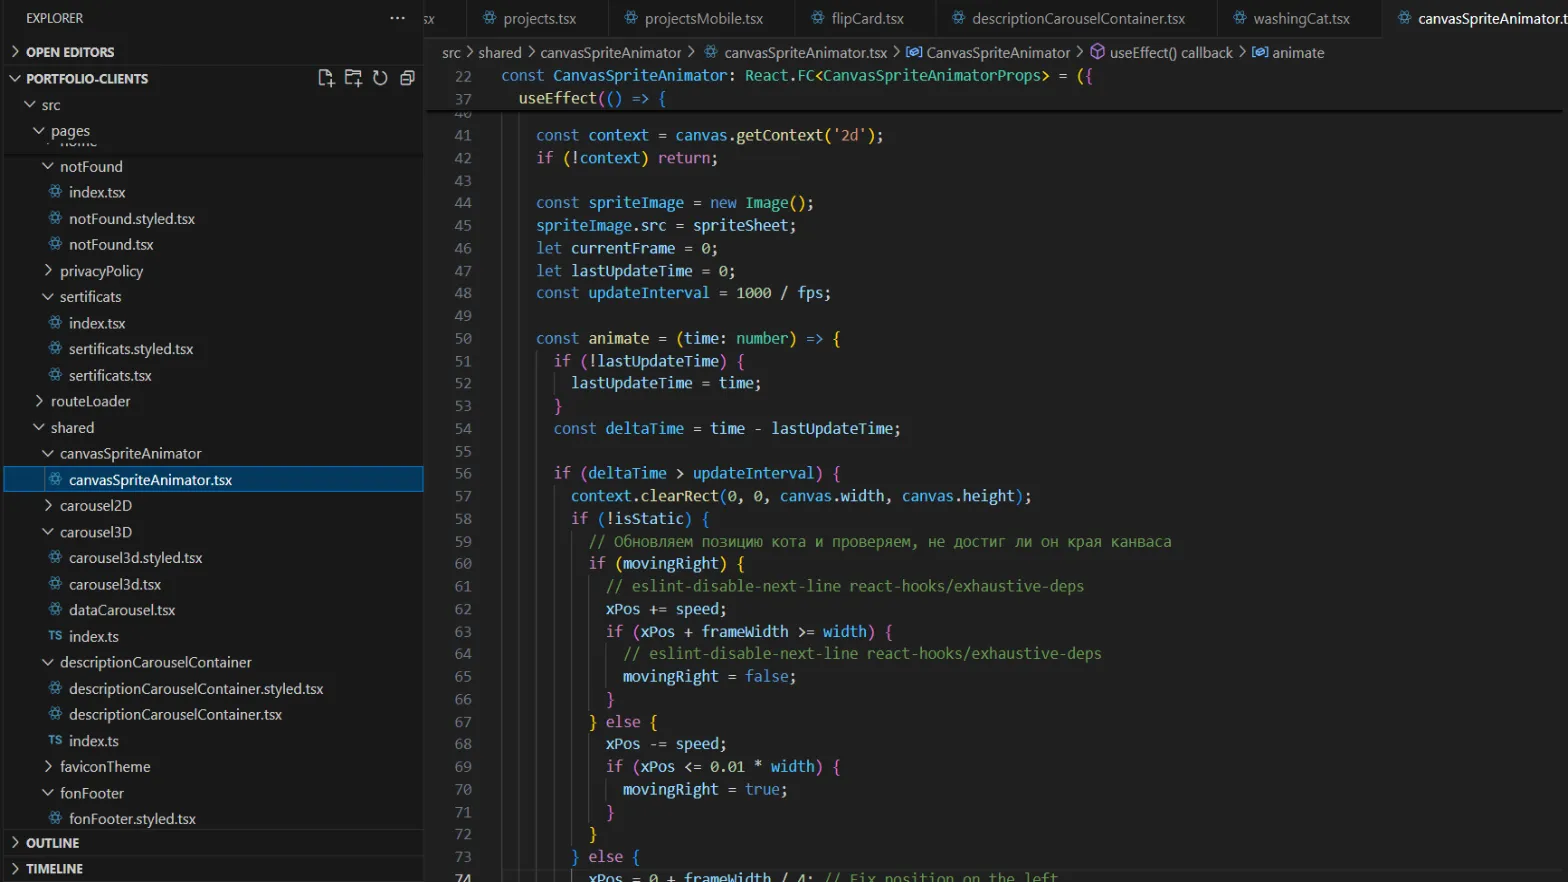 EXPLORER
OPEN EDITORS
PORTFOLIO-CLIENTS
src
pages
home
notFound
index.tsx
notFound.styled.tsx
notFound.tsx
privacyPolicy
sertificats
index.tsx
sertificats.styled.tsx
sertificats.tsx
routeLoader
shared
canvasSpriteAnimator
canvasSpriteAnimator.tsx
carousel2D
carousel3D
carousel3d.styled.tsx
carousel3d.tsx
dataCarousel.tsx
TS index.ts
descriptionCarouselContainer
descriptionCarouselContainer.styled.tsx
descriptionCarouselContainer.tsx
TS index.ts
faviconTheme
fonFooter
fonFooter.styled.tsx
OUTLINE
TIMELINE
sx projects.tsx projectsMobile.tsx flipCard.tsx descriptionCarouselContainer.tsx washingCat.tsx canvasSpriteAnimator.t
src > shared > canvasSpriteAnimator > canvasSpriteAnimator.tsx > CanvasSpriteAnimator > useEffect() callback > animate
22 const CanvasSpriteAnimator: React.FC<CanvasSpriteAnimatorProps> = ({
37 useEffect(() => {
40
41 const context = canvas.getContext('2d');
42 if (!context) return;
43
44 const spriteImage = new Image();
45 spriteImage.src = spriteSheet;
46 let currentFrame = 0;
47 let lastUpdateTime = 0;
48 const updateInterval = 1000 / fps;
49
50 const animate = (time: number) => {
51 if (!lastUpdateTime) {
52 lastUpdateTime = time;
53 }
54 const deltaTime = time - lastUpdateTime;
55
56 if (deltaTime > updateInterval) {
57 context.clearRect(0, 0, canvas.width, canvas.height);
58 if (!isStatic) {
59 // Обновляем позицию кота и проверяем, не достиг ли он края канваса
60 if (movingRight) {
61 // eslint-disable-next-line react-hooks/exhaustive-deps
62 xPos += speed;
63 if (xPos + frameWidth >= width) {
64 // eslint-disable-next-line react-hooks/exhaustive-deps
65 movingRight = false;
66 }
67 } else {
68 xPos -= speed;
69 if (xPos <= 0.01 * width) {
70 movingRight = true;
71 }
72 }
73 } else {
74 xPos = 0 + frameWidth / 4; // Fix position on the left